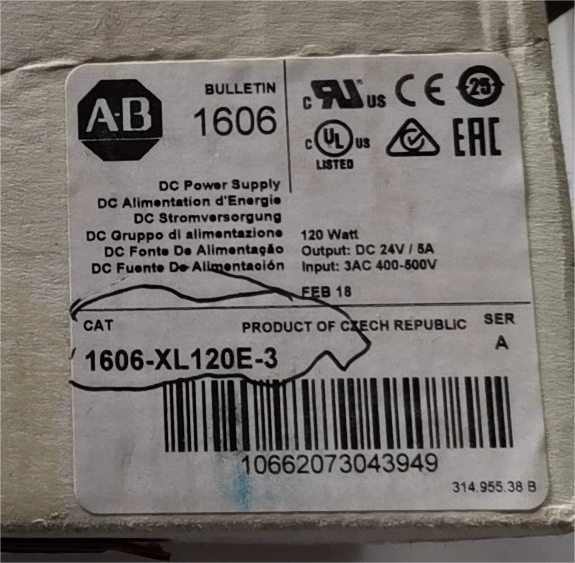 A-B
BULLETIN
1606
c RU US CE 25
c UL US
LISTED
EAC
DC Power Supply
DC Alimentation d'Energie
DC Stromversorgung
DC Gruppo di alimentazione
DC Fonte De Alimentação
DC Fuente De Alimentación
120 Watt
Output: DC 24V / 5A
Input: 3AC 400-500V
FEB 18
CAT
PRODUCT OF CZECH REPUBLIC
SER
A
1606-XL120E-3
10662073043949
314.955.38 B